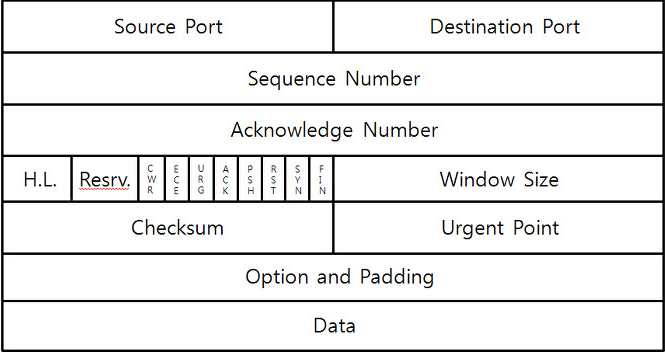 Source Port Destination Port
Sequence Number
Acknowledge Number
H.L. Resrv. CWR ECE URG ACK PSH RST SYN FIN Window Size
Checksum Urgent Point
Option and Padding
Data